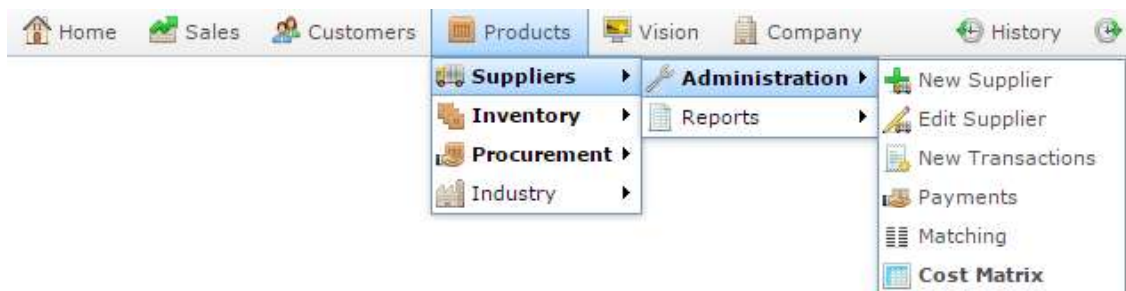 Home Sales Customers Products Vision Company History
Suppliers Administration New Supplier
Inventory Reports Edit Supplier
Procurement New Transactions
Industry Payments
Matching
Cost Matrix